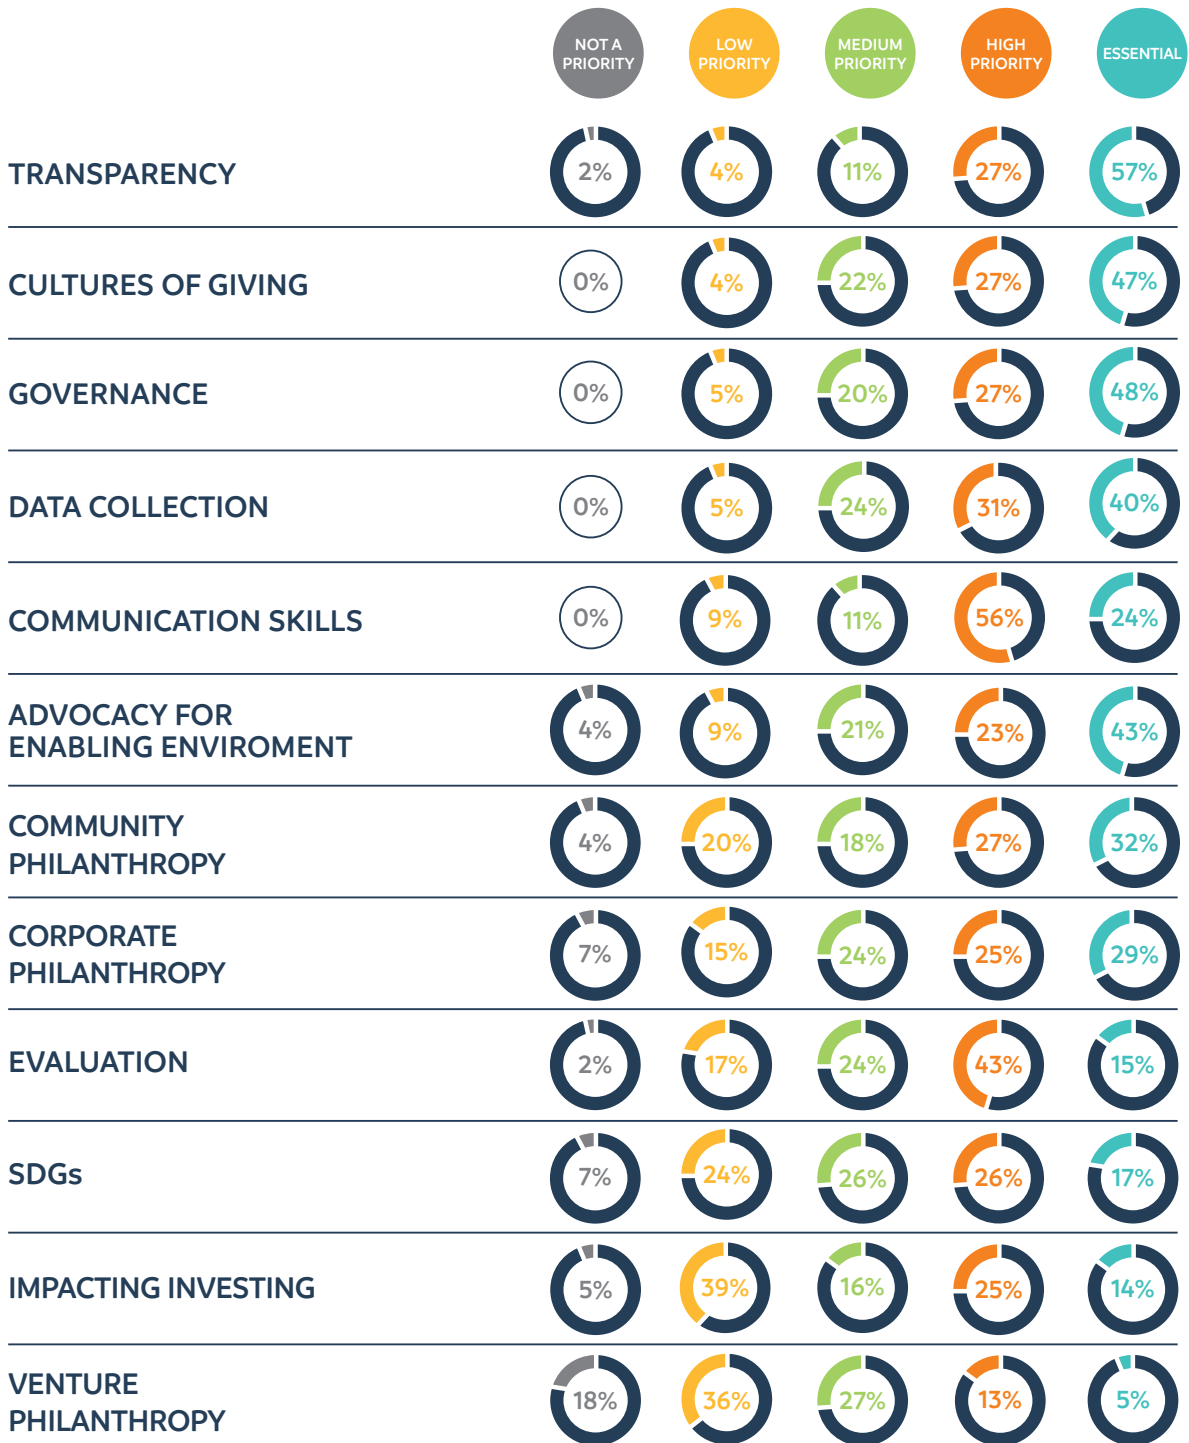 NOT A
PRIORITY
LOW
PRIORITY
MEDIUM
PRIORITY
HIGH
PRIORITY
ESSENTIAL
TRANSPARENCY
2%
4%
11%
27%
57%
CULTURES OF GIVING
0%
4%
22%
27%
47%
GOVERNANCE
0%
5%
20%
27%
48%
DATA COLLECTION
0%
5%
24%
31%
40%
COMMUNICATION SKILLS
0%
9%
11%
56%
24%
ADVOCACY FOR
ENABLING ENVIROMENT
4%
9%
21%
23%
43%
COMMUNITY
PHILANTHROPY
4%
20%
18%
27%
32%
CORPORATE
PHILANTHROPY
7%
15%
24%
25%
29%
EVALUATION
2%
17%
24%
43%
15%
SDGs
7%
24%
26%
26%
17%
IMPACTING INVESTING
5%
39%
16%
25%
14%
VENTURE
PHILANTHROPY
18%
36%
27%
13%
5%